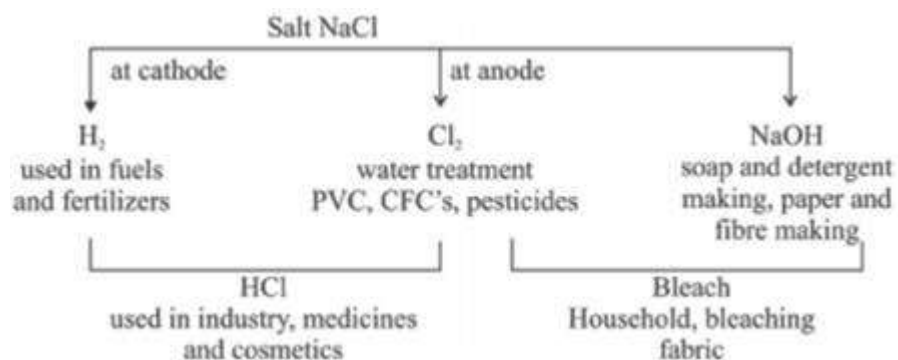 Salt NaCl
at cathode
at anode
H₂
used in fuels
and fertilizers
Cl₂
water treatment
PVC, CFC's, pesticides
NaOH
soap and detergent
making, paper and
fibre making
HCl
used in industry, medicines
and cosmetics
Bleach
Household, bleaching
fabric